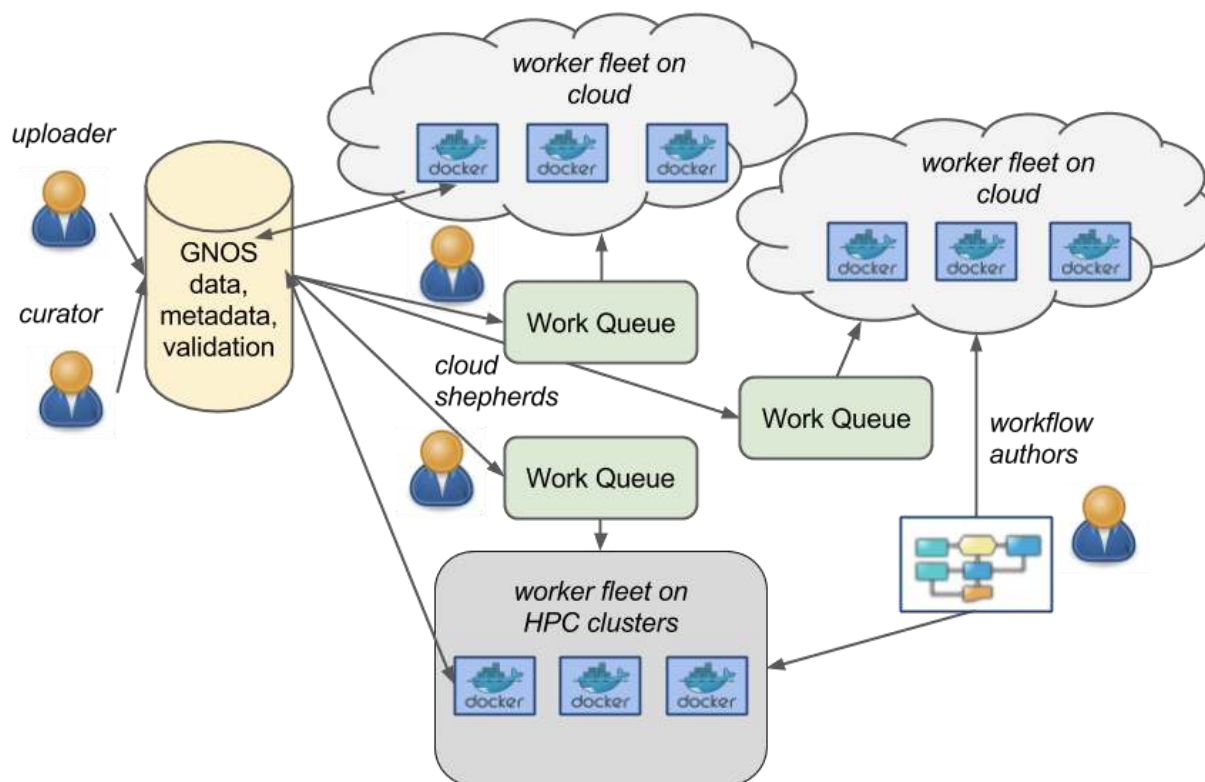 worker fleet on
cloud
docker
docker
docker
uploader
curator
GNOS
data,
metadata,
validation
worker fleet on
cloud
docker
docker
docker
Work Queue
cloud
shepherds
Work Queue
Work Queue
workflow
authors
worker fleet on
HPC clusters
docker
docker
docker